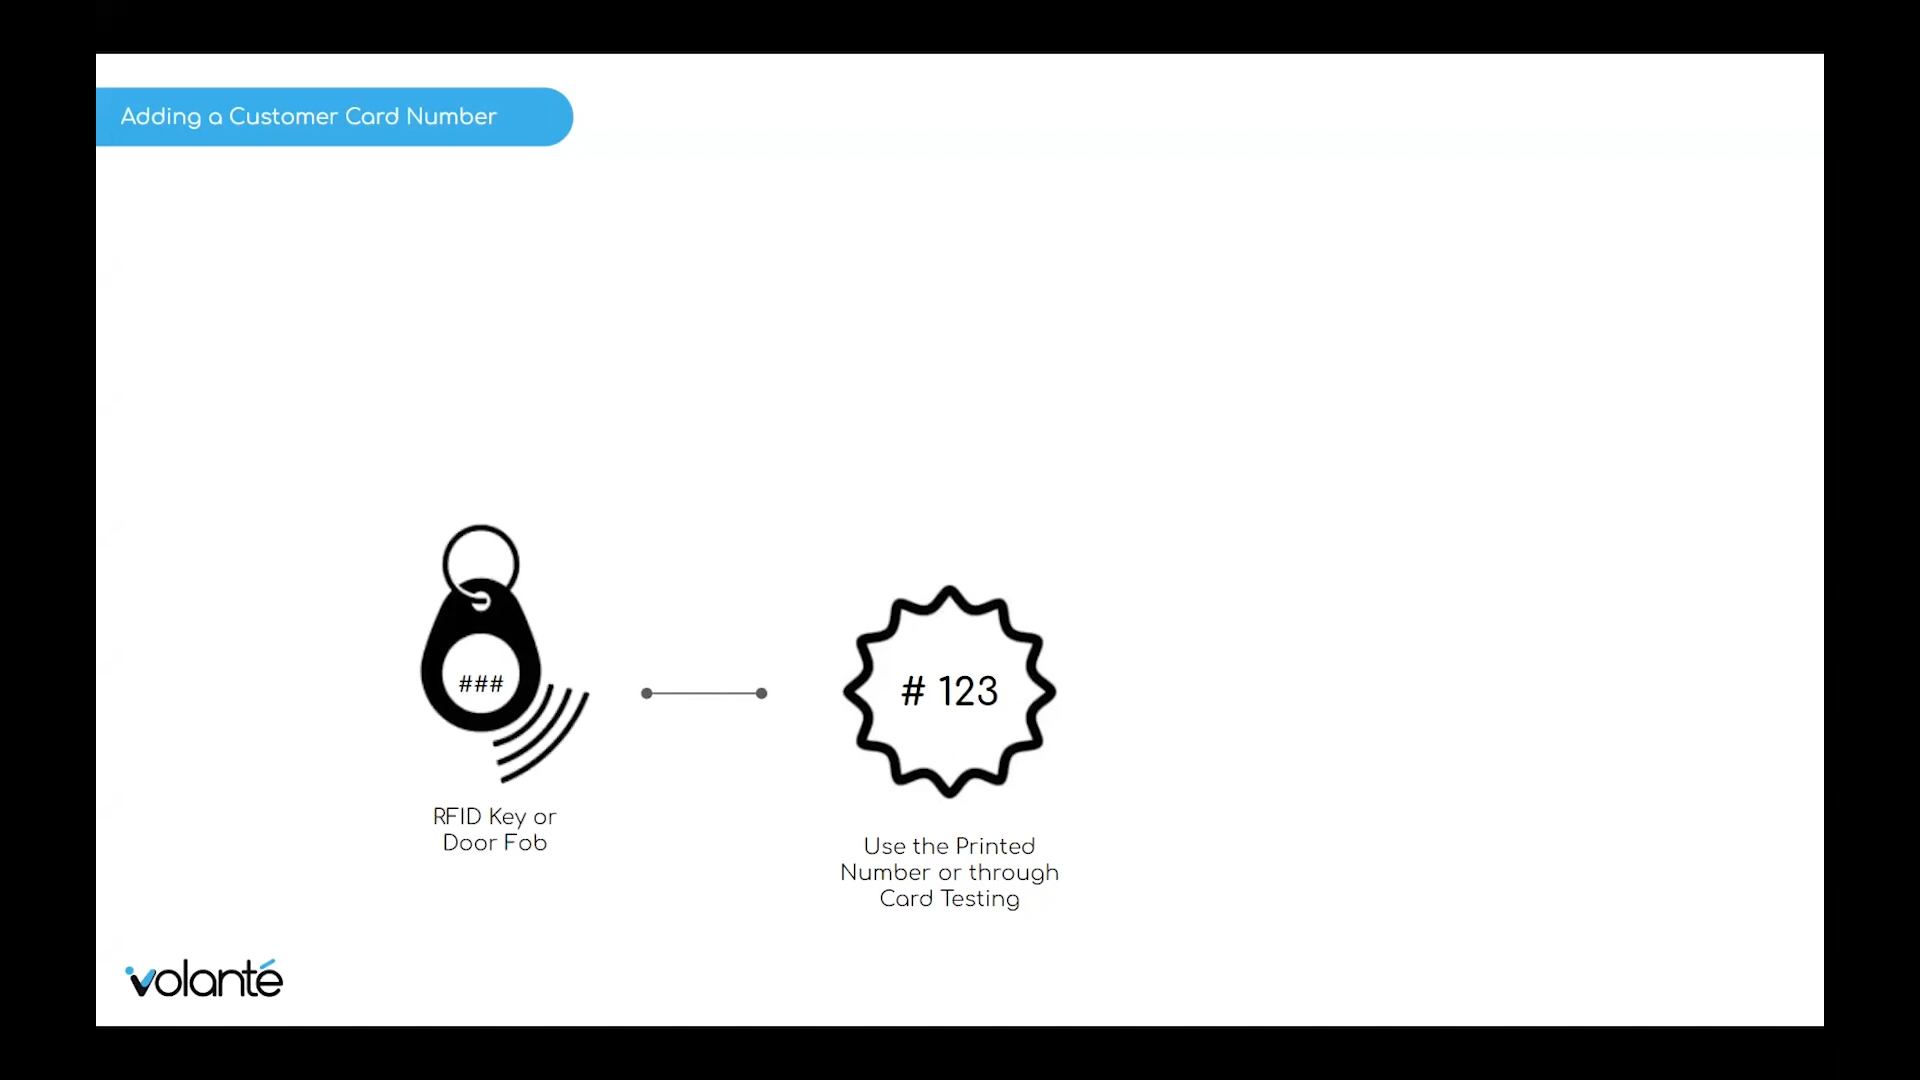 Adding a Customer Card Number
###
# 123
RFID Key or
Door Fob
Use the Printed
Number or through
Card Testing
volanté